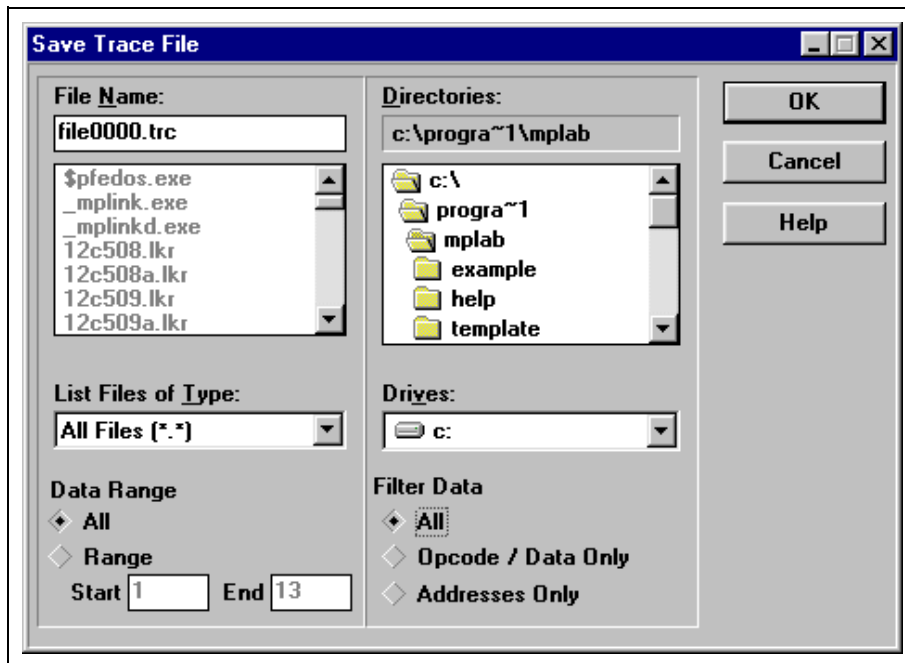 Save Trace File
File Name:
file0000.trc
$pfedos.exe
_mplink.exe
_mplinkd.exe
12c508.lkr
12c508a.lkr
12c509.lkr
12c509a.lkr
List Files of Type:
All Files (*.*)
Data Range
All
Range
Start 1 End 13
Directories:
c:\progra~1\mplab
c:\
progra~1
mplab
example
help
template
Drives:
c:
Filter Data
All
Opcode / Data Only
Addresses Only
OK
Cancel
Help